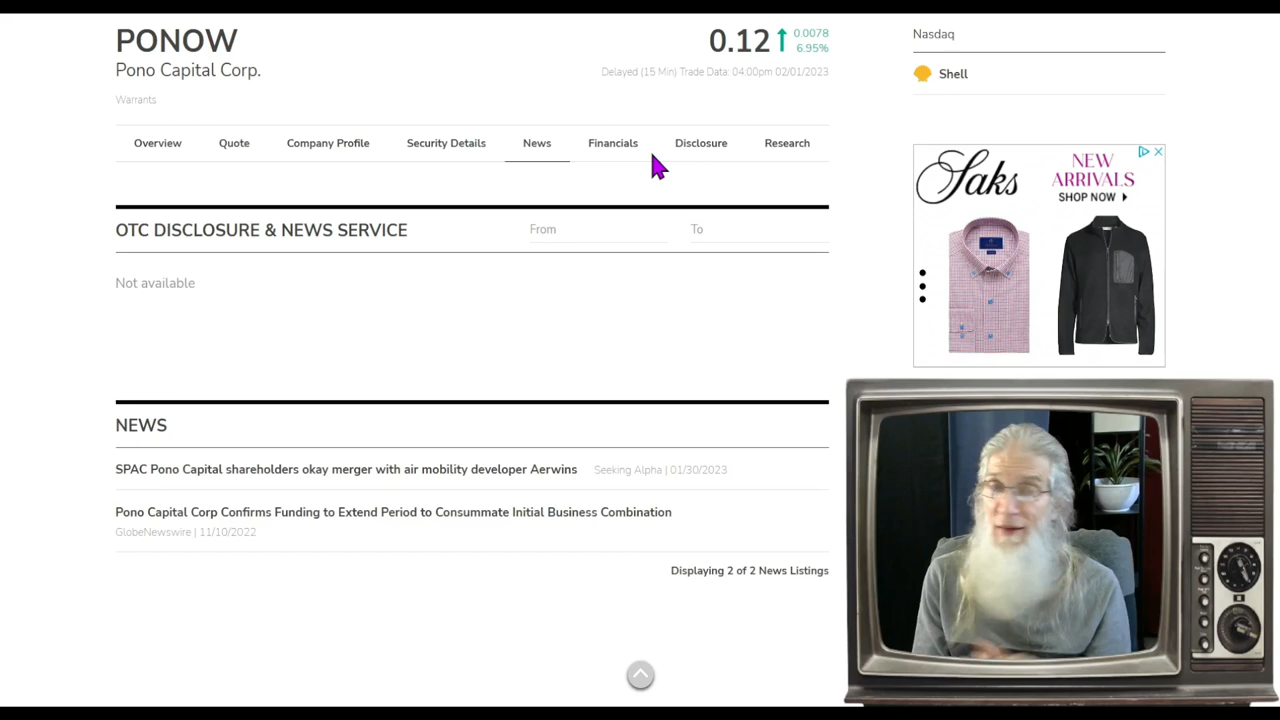 PONOW
0.12
0.0078
6.95%
Pono Capital Corp.
Delayed (15 Min) Trade Data: 04:00pm 02/01/2023
Warrants
Overview Quote Company Profile Security Details News Financials Disclosure Research
OTC DISCLOSURE & NEWS SERVICE From To
Not available
NEWS
SPAC Pono Capital shareholders okay merger with air mobility developer Aerwins Seeking Alpha | 01/30/2023
Pono Capital Corp Confirms Funding to Extend Period to Consummate Initial Business Combination
GlobeNewswire | 11/10/2022
Displaying 2 of 2 News Listings
Nasdaq
Shell
Saks
NEW
ARRIVALS
SHOP NOW